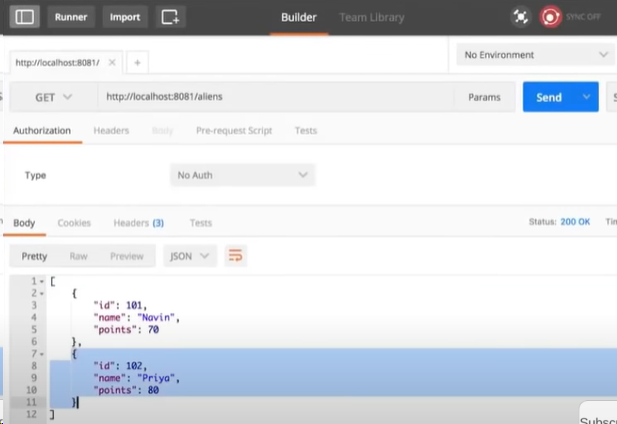 Runner Import Builder Team Library SYNC OFF
http://localhost:8081/ No Environment
GET http://localhost:8081/aliens Params Send
Authorization Headers Body Pre-request Script Tests
Type No Auth
Body Cookies Headers (3) Tests Status: 200 OK
Pretty Raw Preview JSON
1 [
2 {
3 "id": 101,
4 "name": "Navin",
5 "points": 70
6 },
7 {
8 "id": 102,
9 "name": "Priya",
10 "points": 80
11 }
12 ]